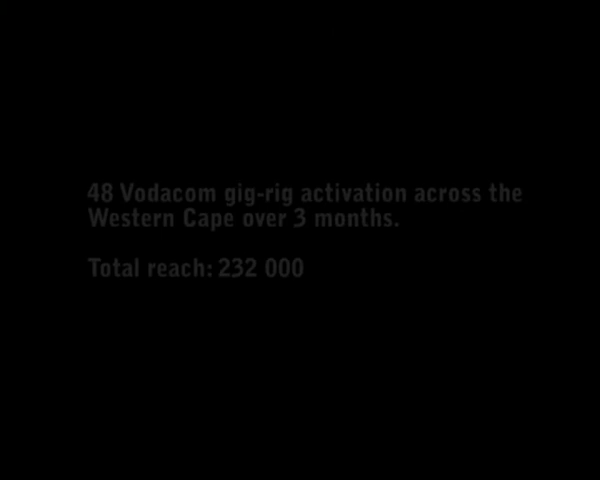 48 Vodacom gig-rig activation across the
Western Cape over 3 months.
Total reach: 232 000